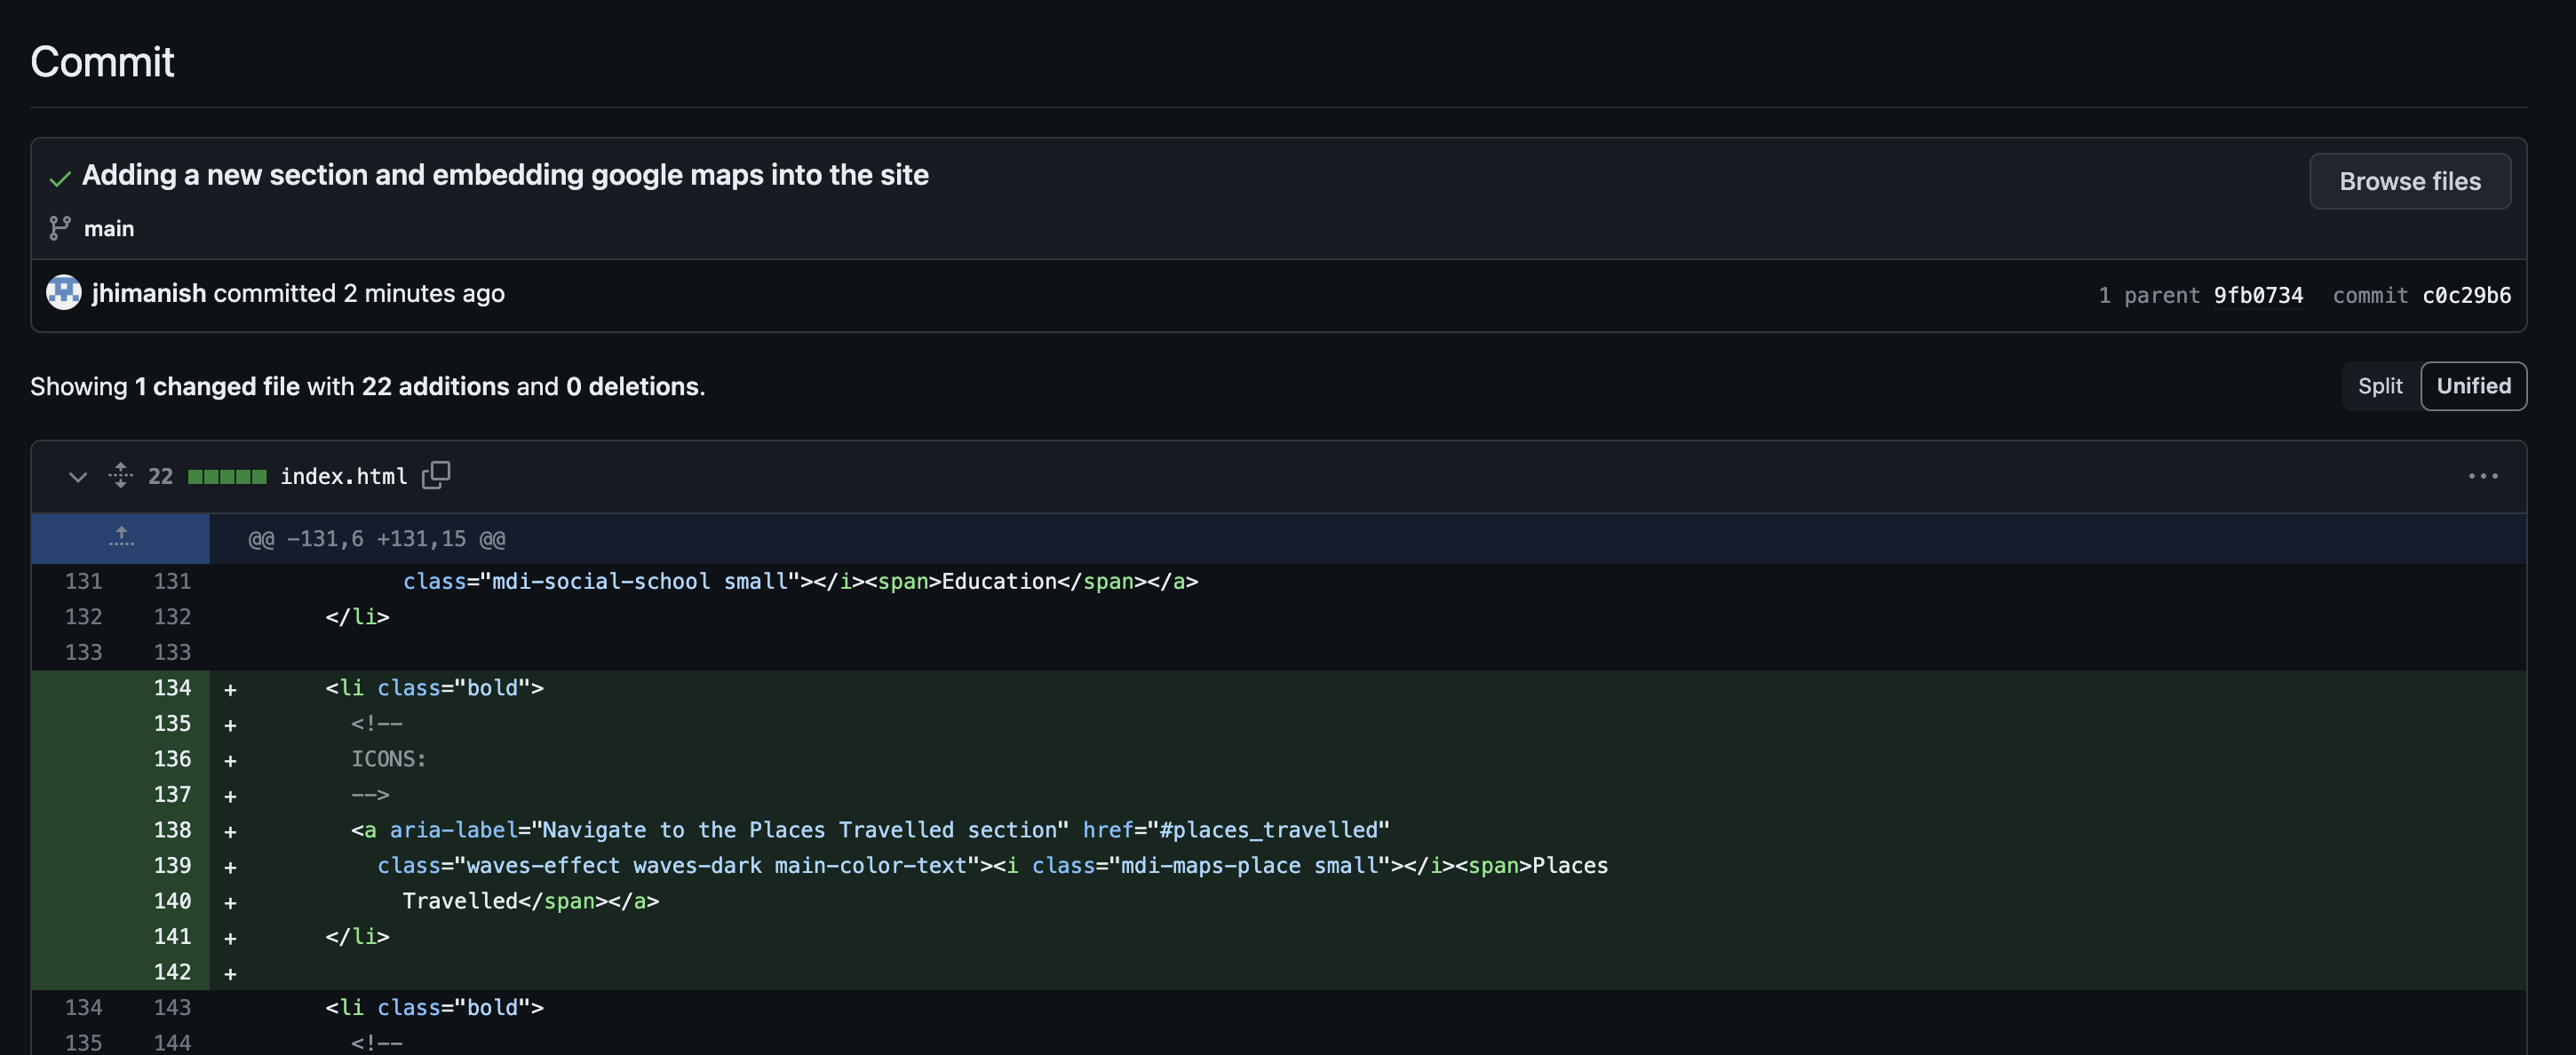 Commit
Adding a new section and embedding google maps into the site
Browse files
main
jhimanish committed 2 minutes ago
1 parent 9fb0734 commit c0c29b6
Showing 1 changed file with 22 additions and 0 deletions.
Split Unified
22 index.html
@@ -131,6 +131,15 @@
131 131 class="mdi-social-school small"></i><span>Education</span></a>
132 132 </li>
133 133
134 + <li class="bold">
135 + <!--
136 + ICONS:
137 + -->
138 + <a aria-label="Navigate to the Places Travelled section" href="#places_travelled"
139 + class="waves-effect waves-dark main-color-text"><i class="mdi-maps-place small"></i><span>Places
140 + Travelled</span></a>
141 + </li>
142 +
134 143 <li class="bold">
135 144 <!--